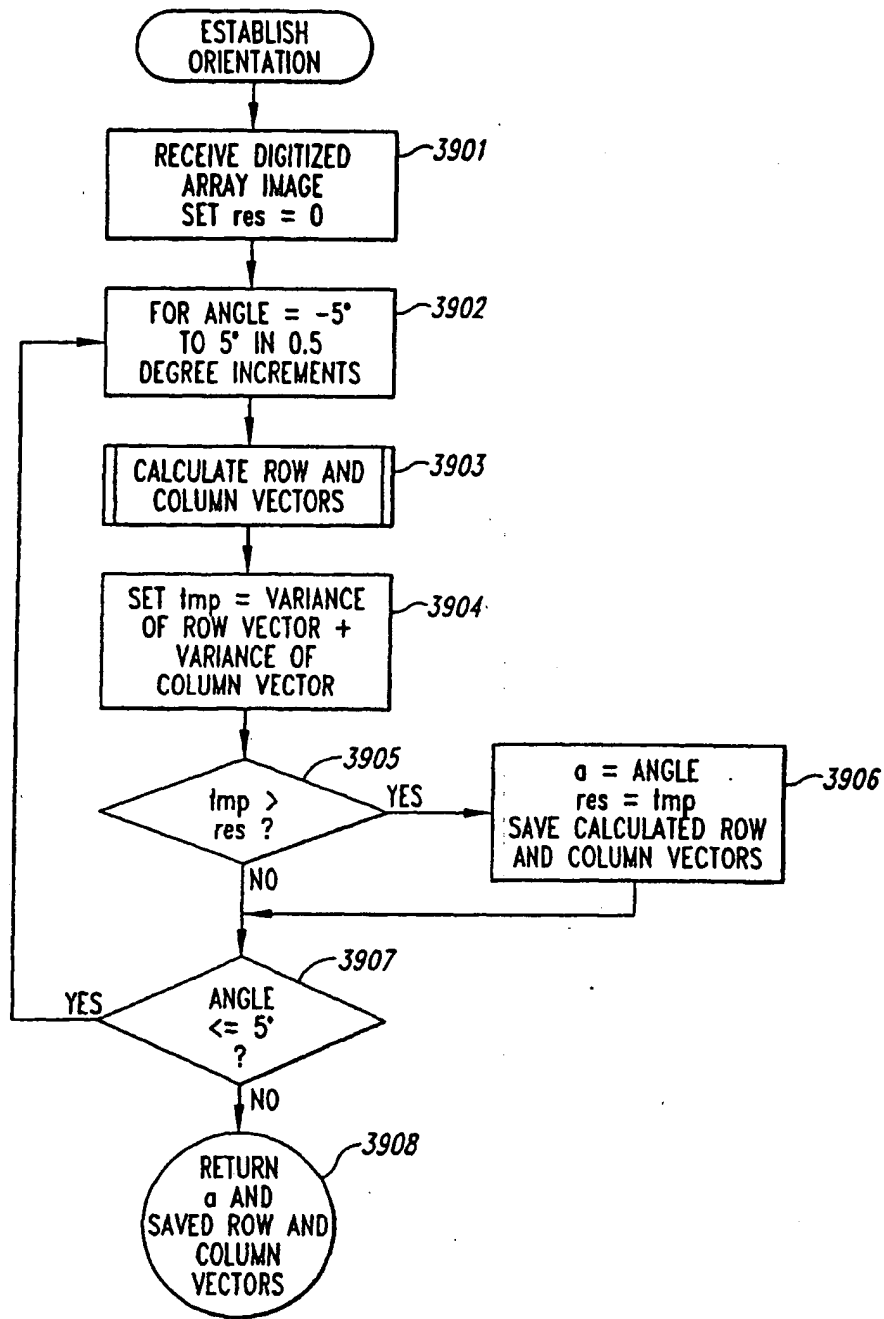 ESTABLISH
ORIENTATION
RECEIVE DIGITIZED
ARRAY IMAGE
SET res = 0
3901
FOR ANGLE = -5°
TO 5° IN 0.5
DEGREE INCREMENTS
3902
CALCULATE ROW AND
COLUMN VECTORS
3903
SET tmp = VARIANCE
OF ROW VECTOR +
VARIANCE OF
COLUMN VECTOR
3904
3905
tmp >
res ?
YES
NO
a = ANGLE
res = tmp
SAVE CALCULATED ROW
AND COLUMN VECTORS
3906
3907
ANGLE
<= 5°
?
YES
NO
3908
RETURN
a AND
SAVED ROW AND
COLUMN
VECTORS